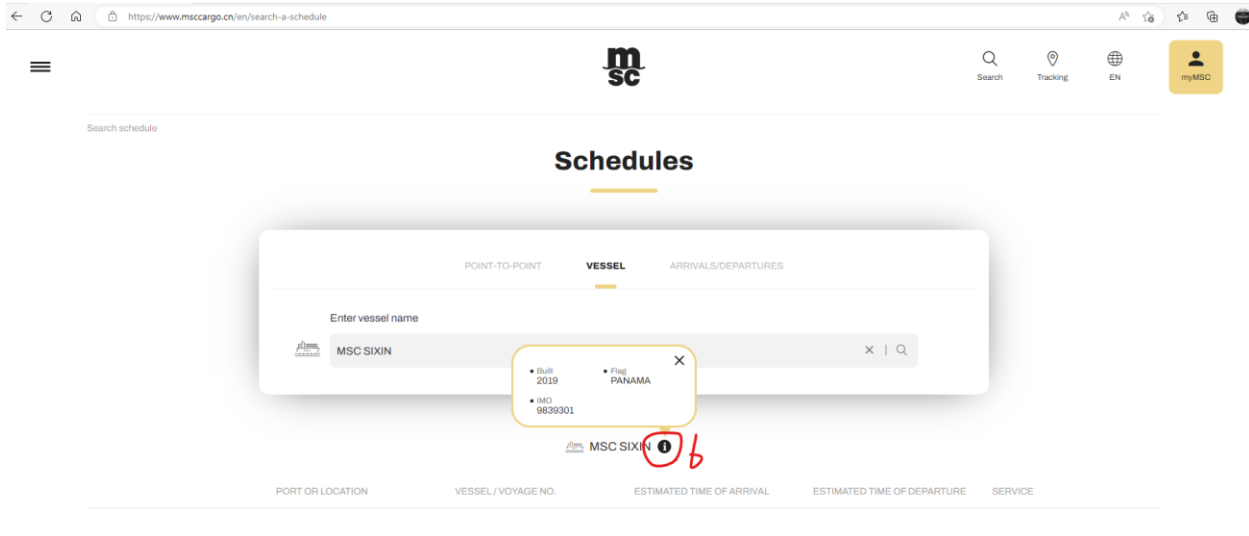 https://www.msccargo.cn/en/search-a-schedule
msc
Search
Tracking
EN
myMSC
Search schedule
Schedules
POINT-TO-POINT VESSEL ARRIVALS/DEPARTURES
Enter vessel name
MSC SIXIN
• Built • Flag
2019 PANAMA
• IMO
9839301
MSC SIXIN
b
PORT OR LOCATION VESSEL / VOYAGE NO. ESTIMATED TIME OF ARRIVAL ESTIMATED TIME OF DEPARTURE SERVICE